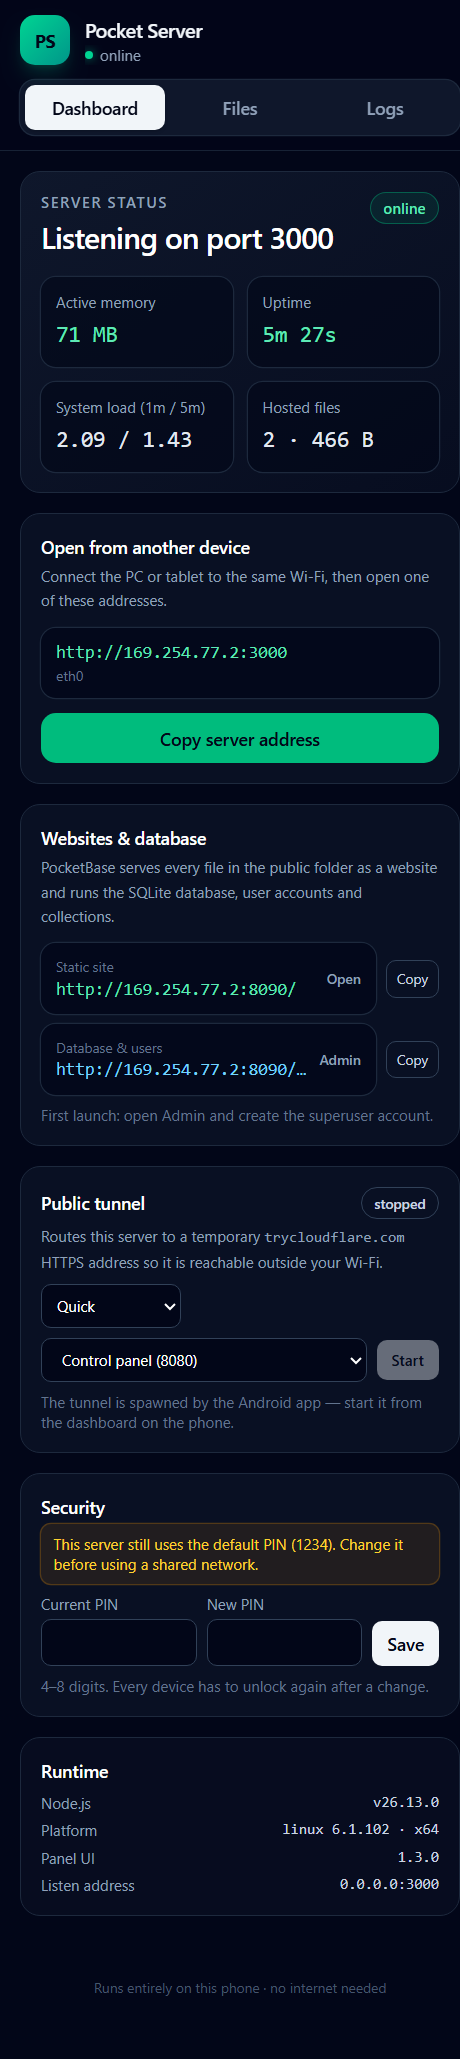 PS
Pocket Server
online
Dashboard
Files
Logs
SERVER STATUS
online
Listening on port 3000
Active memory
71 MB
Uptime
5m 27s
System load (1m / 5m)
2.09 / 1.43
Hosted files
2 · 466 B
Open from another device
Connect the PC or tablet to the same Wi-Fi, then open one
of these addresses.
http://169.254.77.2:3000
eth0
Copy server address
Websites & database
PocketBase serves every file in the public folder as a website
and runs the SQLite database, user accounts and
collections.
Static site
http://169.254.77.2:8090/
Open
Copy
Database & users
http://169.254.77.2:8090/…
Admin
Copy
First launch: open Admin and create the superuser account.
Public tunnel
stopped
Routes this server to a temporary trycloudflare.com
HTTPS address so it is reachable outside your Wi-Fi.
Quick
Control panel (8080)
Start
The tunnel is spawned by the Android app — start it from
the dashboard on the phone.
Security
This server still uses the default PIN (1234). Change it
before using a shared network.
Current PIN
New PIN
Save
4–8 digits. Every device has to unlock again after a change.
Runtime
Node.js
v26.13.0
Platform
linux 6.1.102 · x64
Panel UI
1.3.0
Listen address
0.0.0.0:3000
Runs entirely on this phone · no internet needed